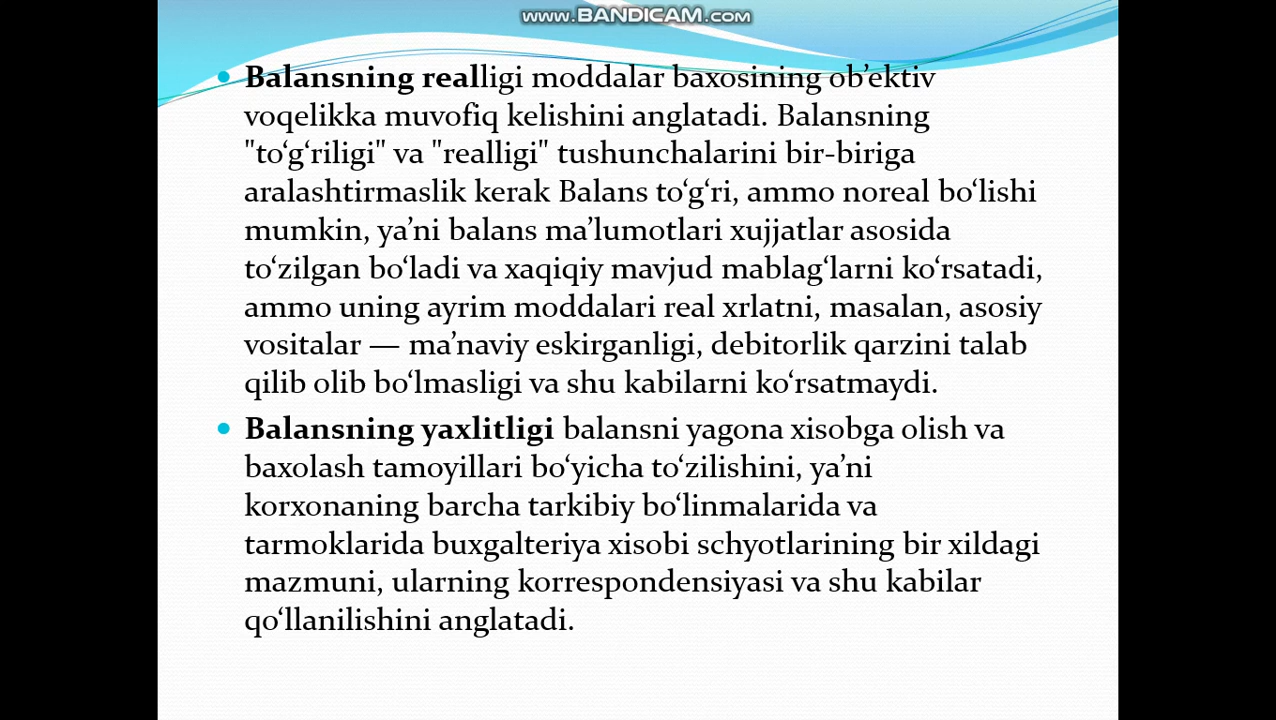 www.BANDICAM.com
Balansning realligi moddalar baxosining ob’ektiv
voqelikka muvofiq kelishini anglatadi. Balansning
"to‘g‘riligi" va "realligi" tushunchalarini bir-biriga
aralashtirmaslik kerak Balans to‘g‘ri, ammo noreal bo‘lishi
mumkin, ya’ni balans ma’lumotlari xujjatlar asosida
to‘zilgan bo‘ladi va xaqiqiy mavjud mablag‘larni ko‘rsatadi,
ammo uning ayrim moddalari real xrlatni, masalan, asosiy
vositalar — ma’naviy eskirganligi, debitorlik qarzini talab
qilib olib bo‘lmasligi va shu kabilarni ko‘rsatmaydi.
Balansning yaxlitligi balansni yagona xisobga olish va
baxolash tamoyillari bo‘yicha to‘zilishini, ya’ni
korxonaning barcha tarkibiy bo‘linmalarida va
tarmoklarida buxgalteriya xisobi schyotlarining bir xildagi
mazmuni, ularning korrespondensiyasi va shu kabilar
qo‘llanilishini anglatadi.